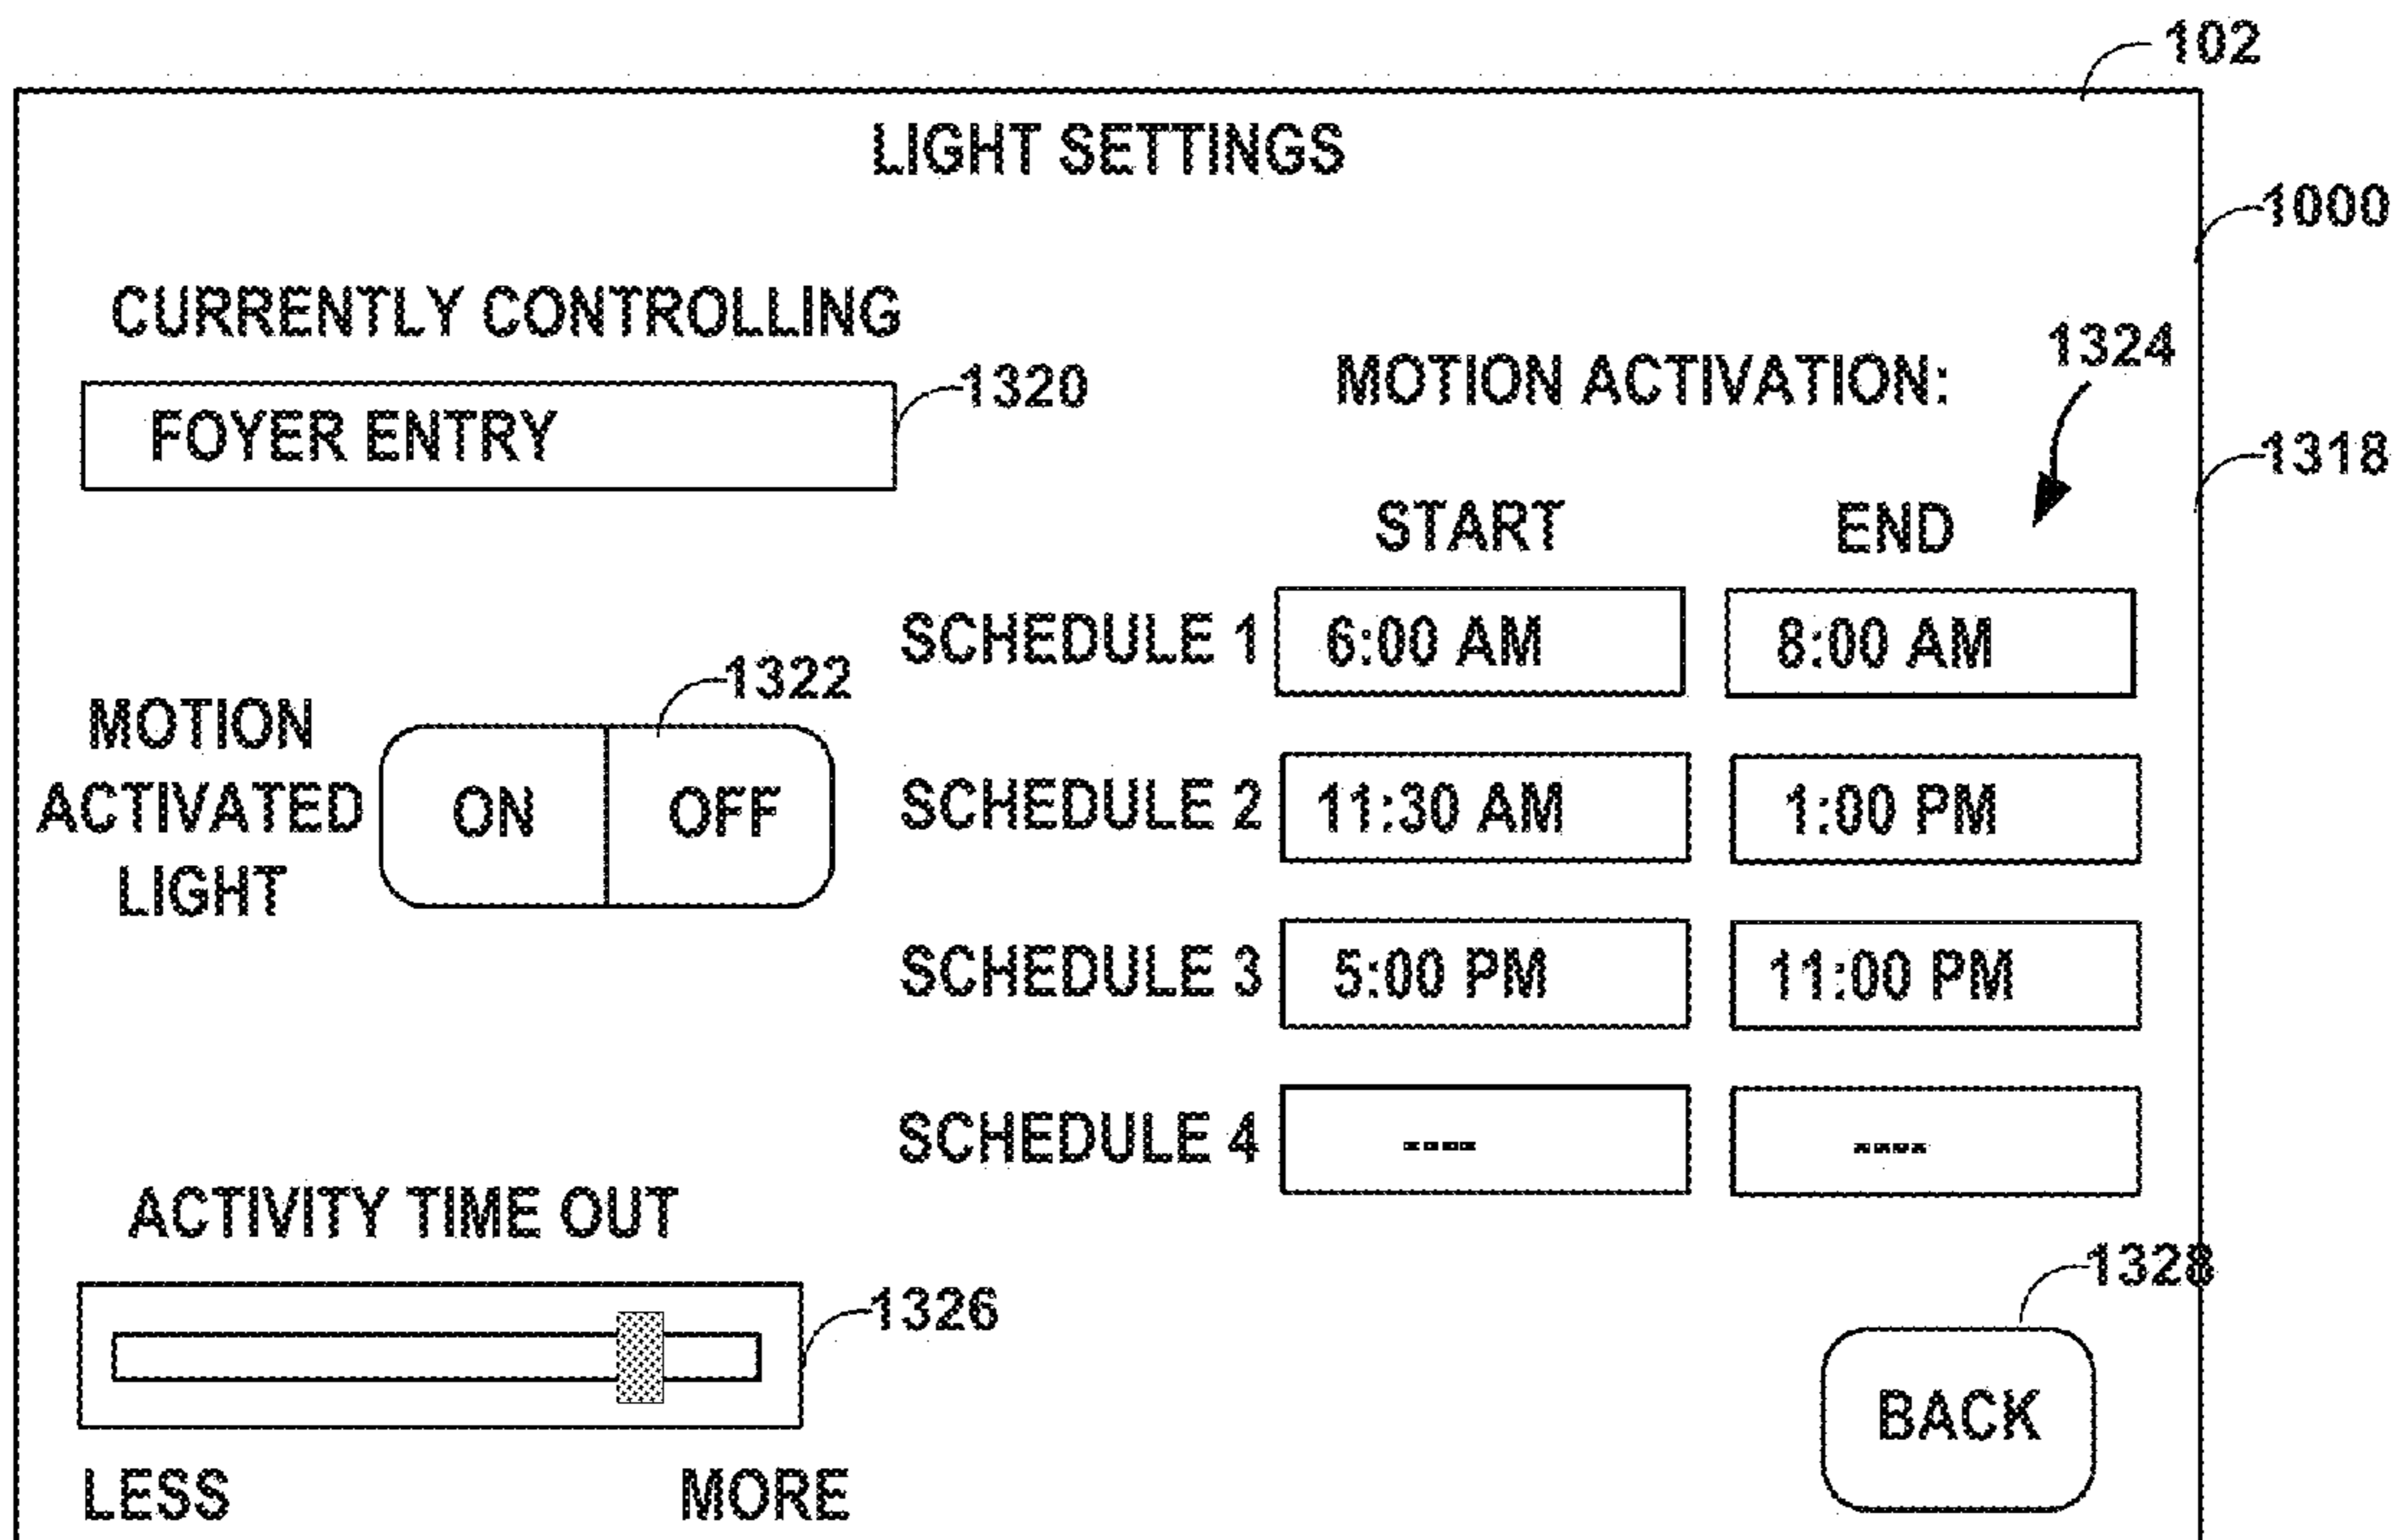 102
LIGHT SETTINGS
1000
CURRENTLY CONTROLLING
1320
FOYER ENTRY
MOTION ACTIVATION:
1324
1318
START END
SCHEDULE 1 6:00 AM 8:00 AM
1322
MOTION
ACTIVATED
LIGHT
ON OFF
SCHEDULE 2 11:30 AM 1:00 PM
SCHEDULE 3 5:00 PM 11:00 PM
SCHEDULE 4 ---- ----
ACTIVITY TIME OUT
1326
LESS MORE
1328
BACK